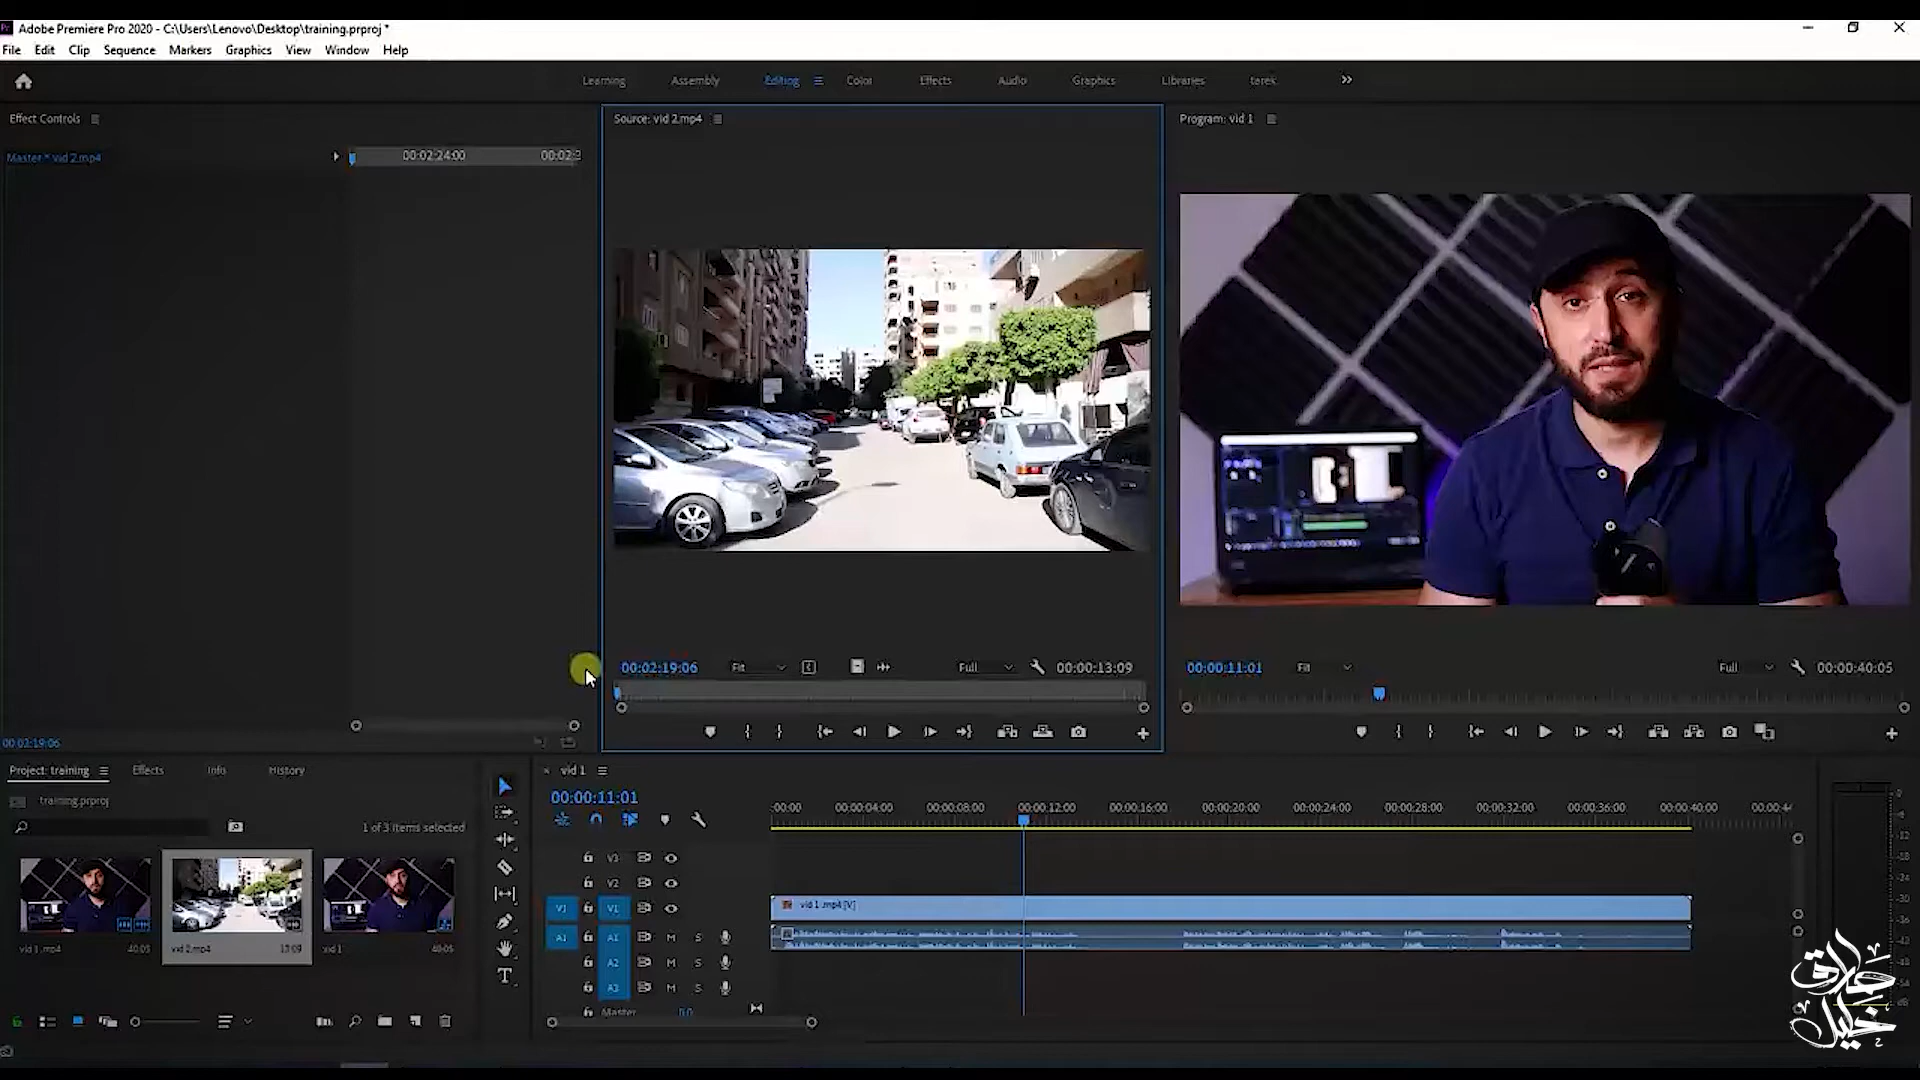 Adobe Premiere Pro 2020 - C:\Users\Lenovo\Desktop\training.prproj *
File Edit Clip Sequence Markers Graphics View Window Help
Learning Assembly Editing Color Effects Audio Graphics Libraries tarek
Effect Controls
Source: vid 2.mp4
Program: vid 1
Master * vid 2.mp4
00:02:24:00 00:02:3
00:02:19:06 Fit Full 00:00:13:09
00:00:11:01 Fit Full 00:00:40:05
00:02:19:06
Project: training Effects Info History
training.prproj
1 of 3 items selected
vid 1.mp4 40:05
vid 2.mp4 13:09
vid 1 40:05
vid 1
00:00:11:01
:00:00 00:00:04:00 00:00:08:00 00:00:12:00 00:00:16:00 00:00:20:00 00:00:24:00 00:00:28:00 00:00:32:00 00:00:36:00 00:00:40:00 00:00:44
V3
V2
V1 V1
vid 1.mp4 [V]
A1 A1 M S
A2 M S
A3 M S
Master 0.0